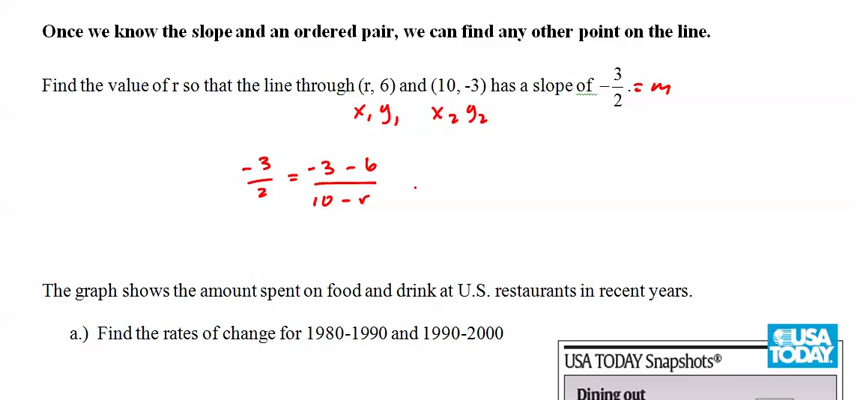 Once we know the slope and an ordered pair, we can find any other point on the line.
Find the value of r so that the line through (r, 6) and (10, -3) has a slope of −3/2. = m
x₁ y₁ x₂ y₂
-3/2 = (-3 - 6)/(10 - r)
The graph shows the amount spent on food and drink at U.S. restaurants in recent years.
a.) Find the rates of change for 1980-1990 and 1990-2000
USA
TODAY.
USA TODAY Snapshots®
Dining out